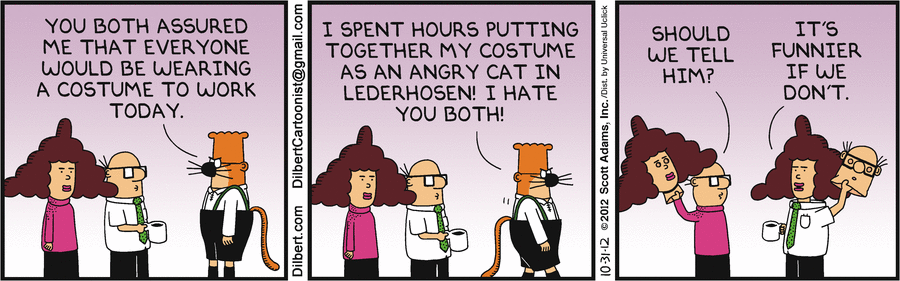 YOU BOTH ASSURED
ME THAT EVERYONE
WOULD BE WEARING
A COSTUME TO WORK
TODAY.
Dilbert.com DilbertCartoonist@gmail.com
I SPENT HOURS PUTTING
TOGETHER MY COSTUME
AS AN ANGRY CAT IN
LEDERHOSEN! I HATE
YOU BOTH!
10-31-12 © 2012 Scott Adams, Inc. /Dist. by Universal Uclick
SHOULD
WE TELL
HIM?
IT'S
FUNNIER
IF WE
DON'T.